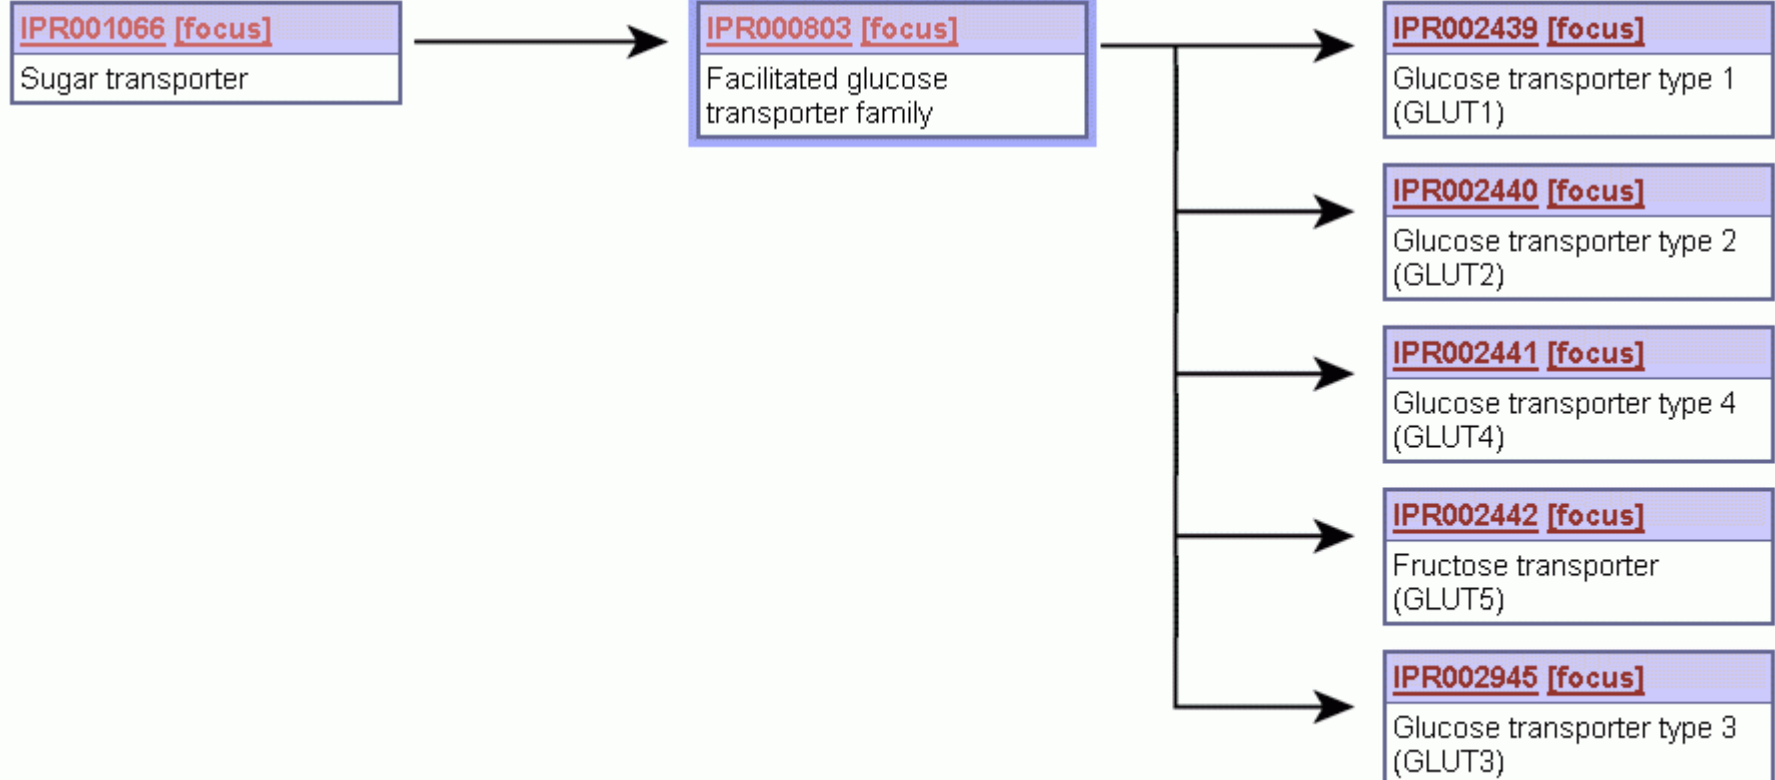 IPR001066 [focus]
Sugar transporter
IPR000803 [focus]
Facilitated glucose
transporter family
IPR002439 [focus]
Glucose transporter type 1
(GLUT1)
IPR002440 [focus]
Glucose transporter type 2
(GLUT2)
IPR002441 [focus]
Glucose transporter type 4
(GLUT4)
IPR002442 [focus]
Fructose transporter
(GLUT5)
IPR002945 [focus]
Glucose transporter type 3
(GLUT3)